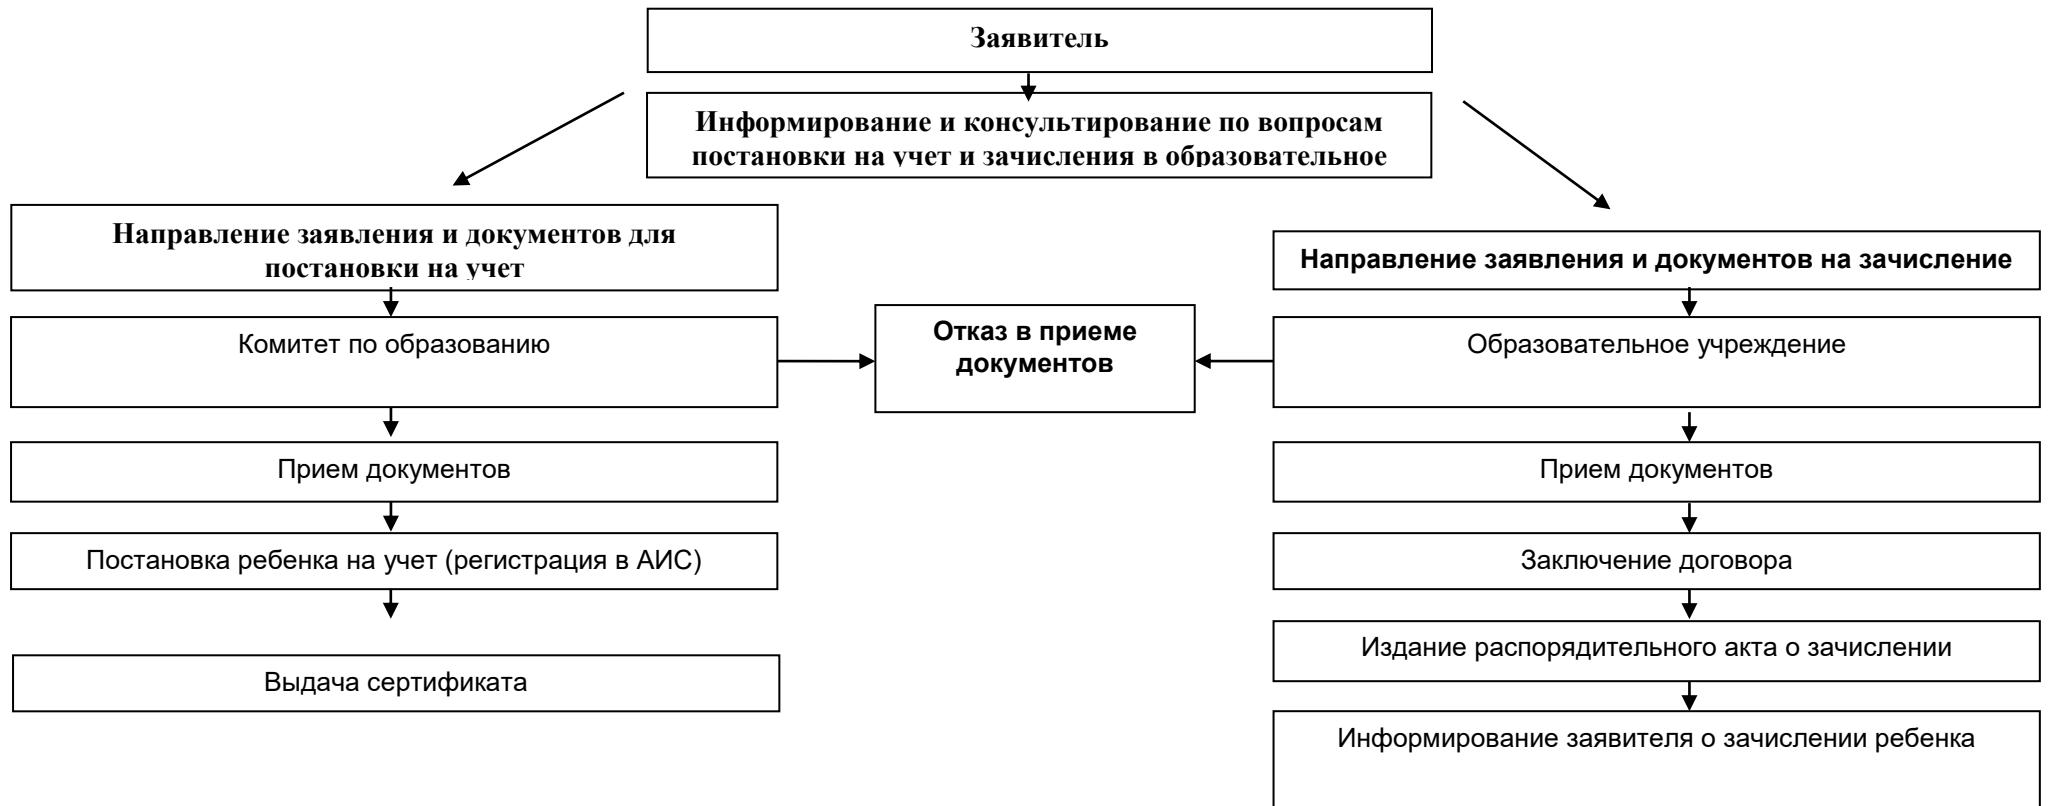 Заявитель
Информирование и консультирование по вопросам
постановки на учет и зачисления в образовательное
Направление заявления и документов для
постановки на учет
Направление заявления и документов на зачисление
Комитет по образованию
Отказ в приеме
документов
Образовательное учреждение
Прием документов
Прием документов
Постановка ребенка на учет (регистрация в АИС)
Заключение договора
Издание распорядительного акта о зачислении
Выдача сертификата
Информирование заявителя о зачислении ребенка